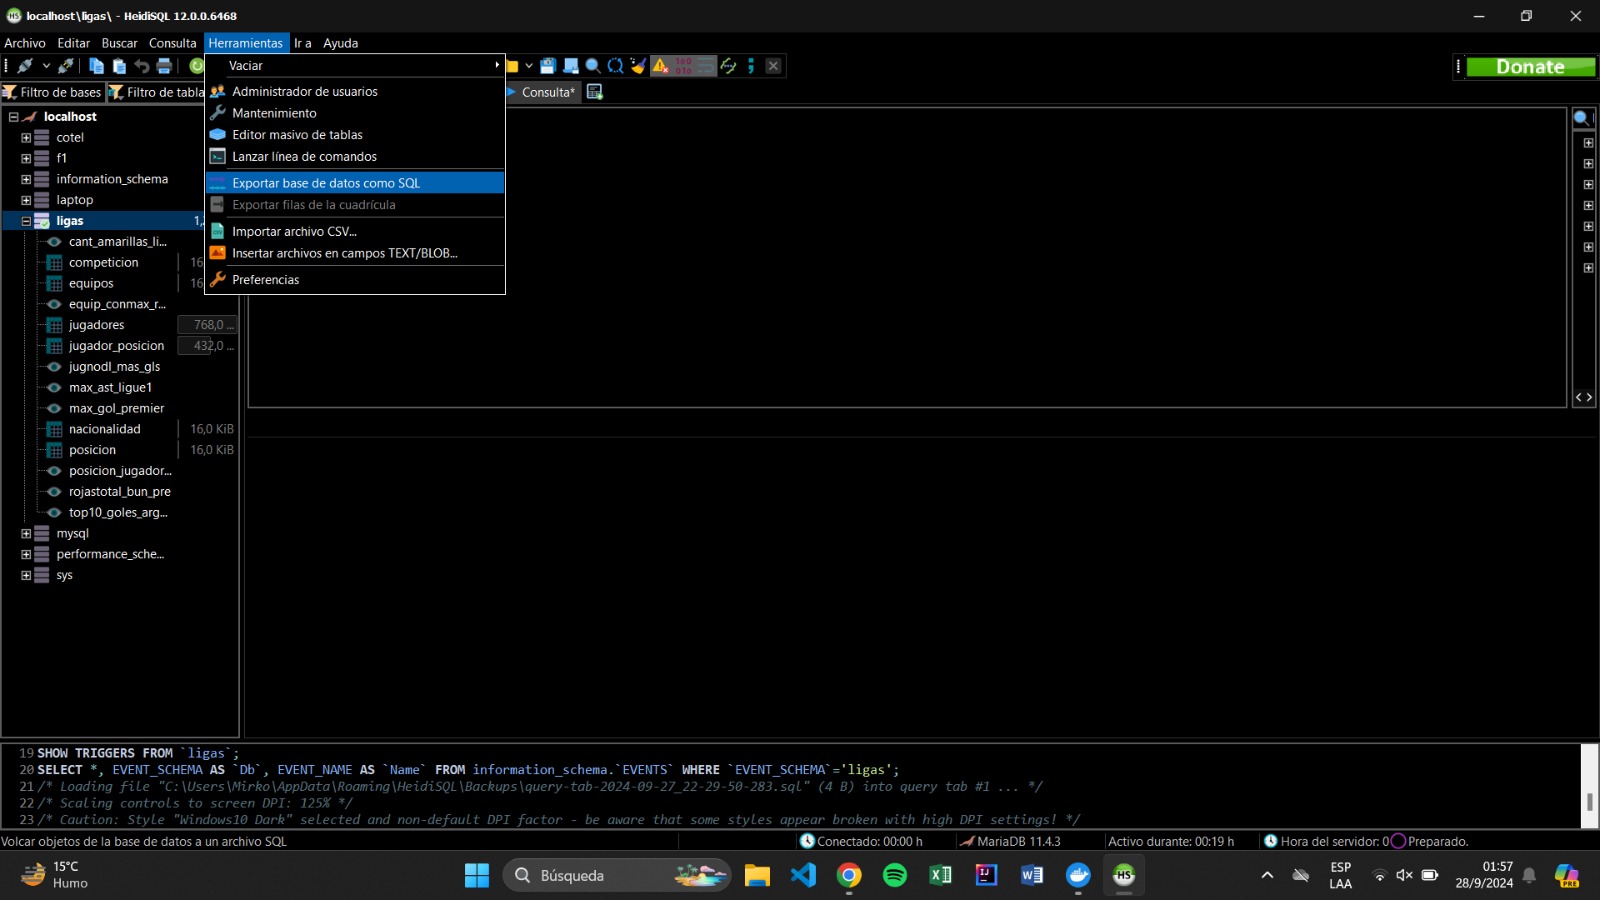 localhost\ligas\ - HeidiSQL 12.0.0.6468
Archivo Editar Buscar Consulta Herramientas Ir a Ayuda
Donate
Filtro de bases Filtro de tabla Consulta*
Vaciar
Administrador de usuarios
Mantenimiento
Editor masivo de tablas
Lanzar línea de comandos
Exportar base de datos como SQL
Exportar filas de la cuadrícula
Importar archivo CSV...
Insertar archivos en campos TEXT/BLOB...
Preferencias
localhost
cotel
f1
information_schema
laptop
ligas 1,
cant_amarillas_li...
competicion 16
equipos 16
equip_conmax_r...
jugadores 768,0 ...
jugador_posicion 432,0 ...
jugnodl_mas_gls
max_ast_ligue1
max_gol_premier
nacionalidad 16,0 KiB
posicion 16,0 KiB
posicion_jugador...
rojastotal_bun_pre
top10_goles_arg...
mysql
performance_sche...
sys
19 SHOW TRIGGERS FROM `ligas`;
20 SELECT *, EVENT_SCHEMA AS `Db`, EVENT_NAME AS `Name` FROM information_schema.`EVENTS` WHERE `EVENT_SCHEMA`='ligas';
21 /* Loading file "C:\Users\Mirko\AppData\Roaming\HeidiSQL\Backups\query-tab-2024-09-27_22-29-50-283.sql" (4 B) into query tab #1 ... */
22 /* Scaling controls to screen DPI: 125% */
23 /* Caution: Style "Windows10 Dark" selected and non-default DPI factor - be aware that some styles appear broken with high DPI settings! */
Volcar objetos de la base de datos a un archivo SQL Conectado: 00:00 h MariaDB 11.4.3 Activo durante: 00:19 h Hora del servidor: 0 Preparado.
15°C
Humo
Búsqueda
ESP
LAA
01:57
28/9/2024